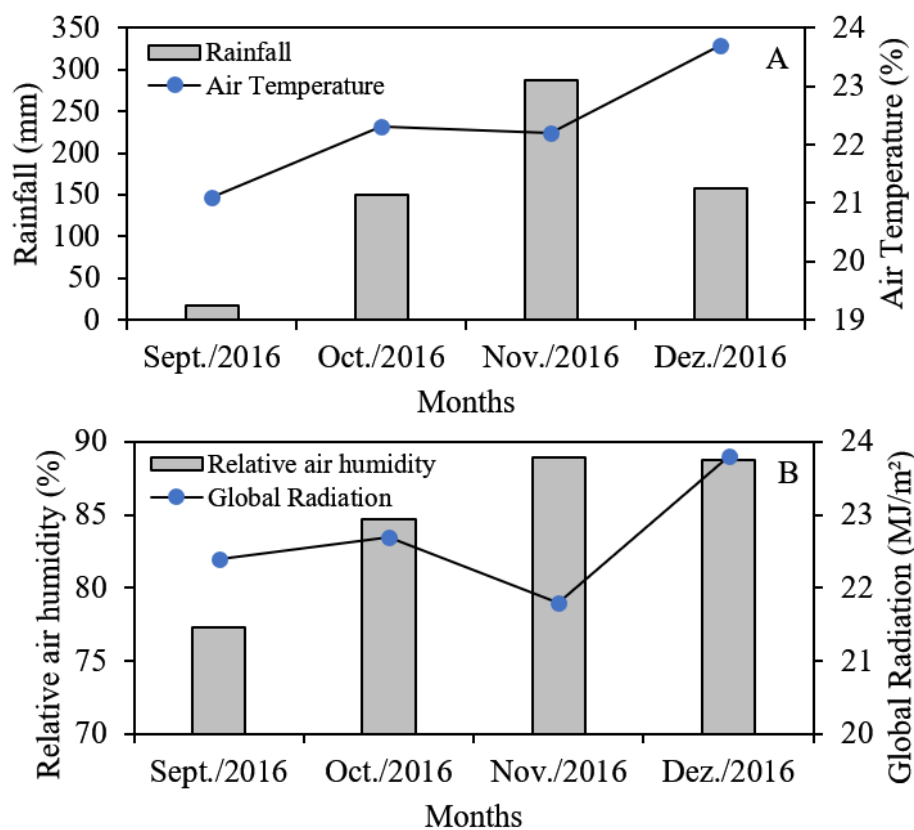 350
300
250
200
150
100
50
0
Rainfall (mm)
Rainfall
Air Temperature
A
24
23
22
21
20
19
Air Temperature (%)
Sept./2016 Oct./2016 Nov./2016 Dez./2016
Months
90
85
80
75
70
Relative air humidity (%)
Relative air humidity
Global Radiation
B
24
23
22
21
20
Global Radiation (MJ/m²)
Sept./2016 Oct./2016 Nov./2016 Dez./2016
Months